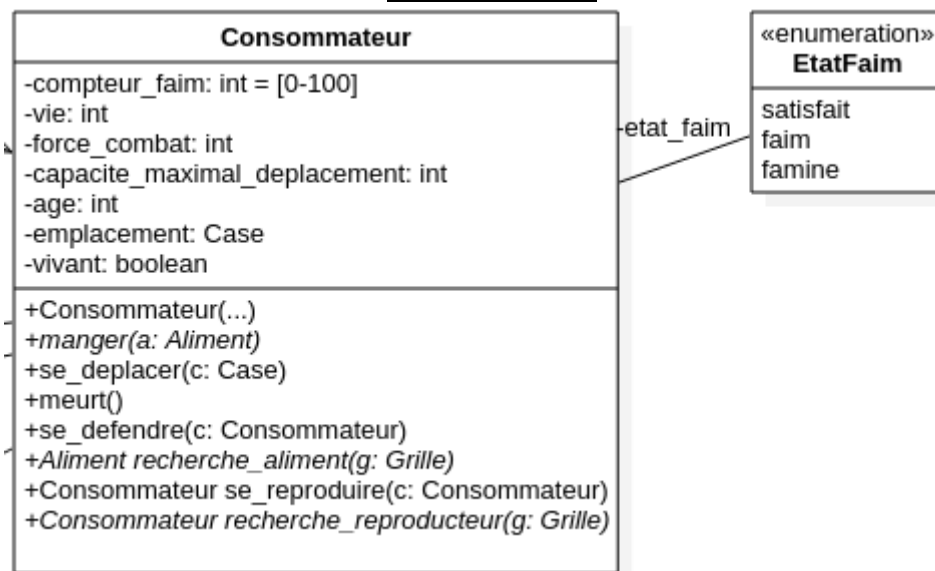 Consommateur
-compteur_faim: int = [0-100]
-vie: int
-force_combat: int
-capacite_maximal_deplacement: int
-age: int
-emplacement: Case
-vivant: boolean
+Consommateur(...)
+manger(a: Aliment)
+se_deplacer(c: Case)
+meurt()
+se_defendre(c: Consommateur)
+Aliment recherche_aliment(g: Grille)
+Consommateur se_reproduire(c: Consommateur)
+Consommateur recherche_reproducteur(g: Grille)
-etat_faim
«enumeration»
EtatFaim
satisfait
faim
famine